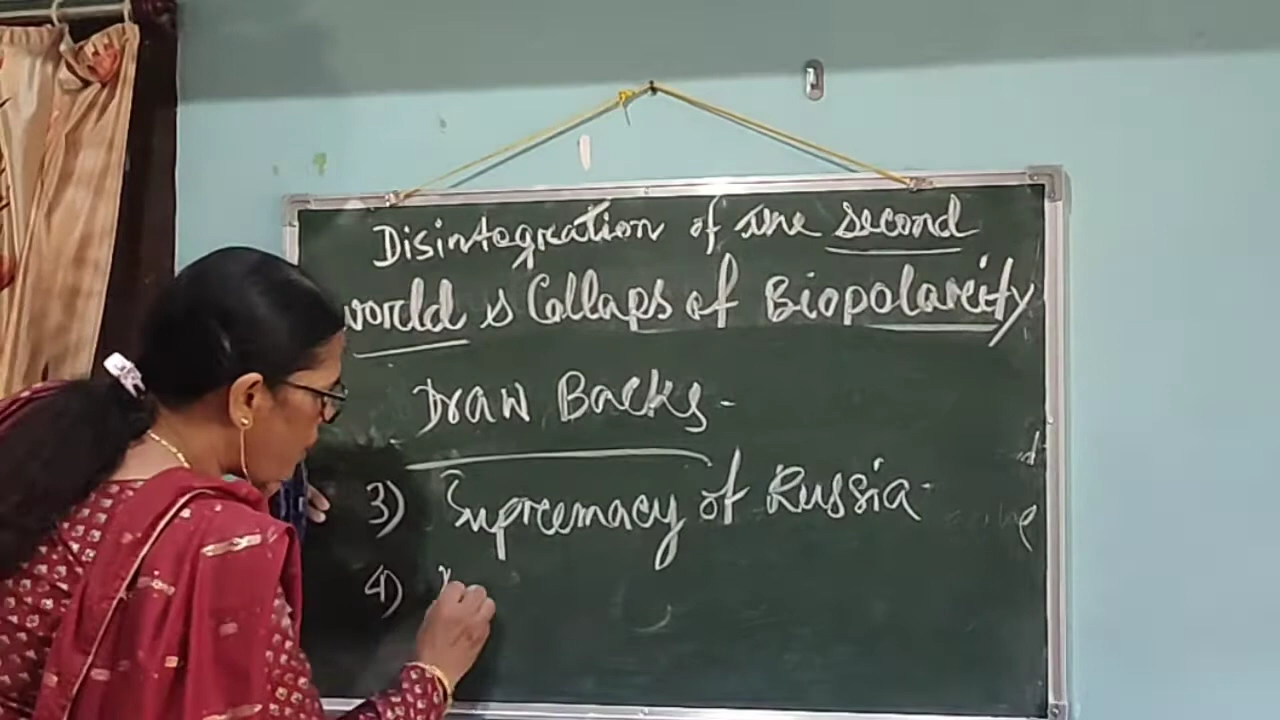 Disintegration of the second
world & Collaps of Biopolarity
Draw Backs -
3) Supremacy of Russia.
4)